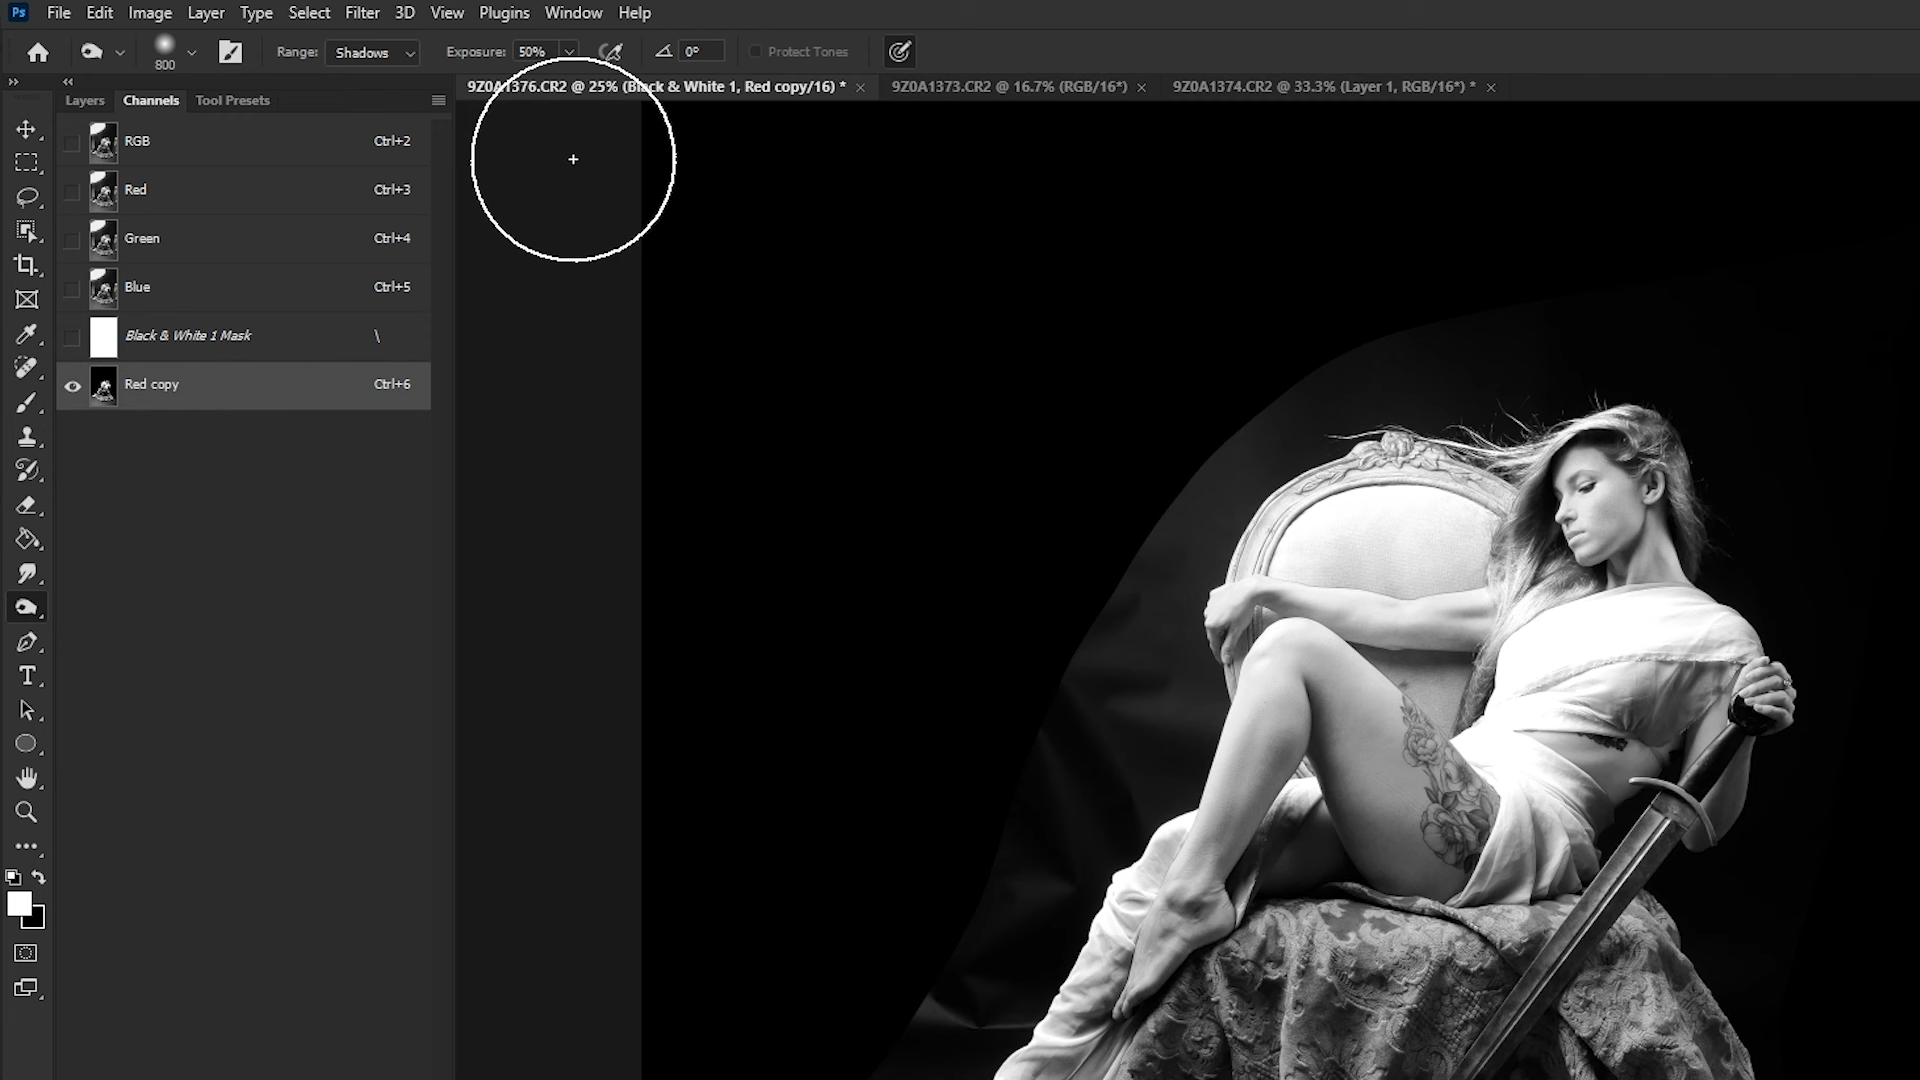 Ps File Edit Image Layer Type Select Filter 3D View Plugins Window Help
800 Range: Shadows Exposure: 50% 0° Protect Tones
9Z0A1376.CR2 @ 25% (Black & White 1, Red copy/16) * 9Z0A1373.CR2 @ 16.7% (RGB/16*) 9Z0A1374.CR2 @ 33.3% (Layer 1, RGB/16*) *
Layers Channels Tool Presets
RGB Ctrl+2
Red Ctrl+3
Green Ctrl+4
Blue Ctrl+5
Black & White 1 Mask \
Red copy Ctrl+6